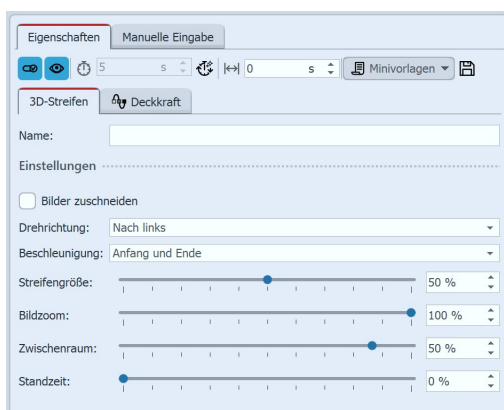 Eigenschaften Manuelle Eingabe
5 s 0 s Minivorlagen
3D-Streifen Deckkraft
Name:
Einstellungen
Bilder zuschneiden
Drehrichtung: Nach links
Beschleunigung: Anfang und Ende
Streifengröße: 50 %
Bildzoom: 100 %
Zwischenraum: 50 %
Standzeit: 0 %